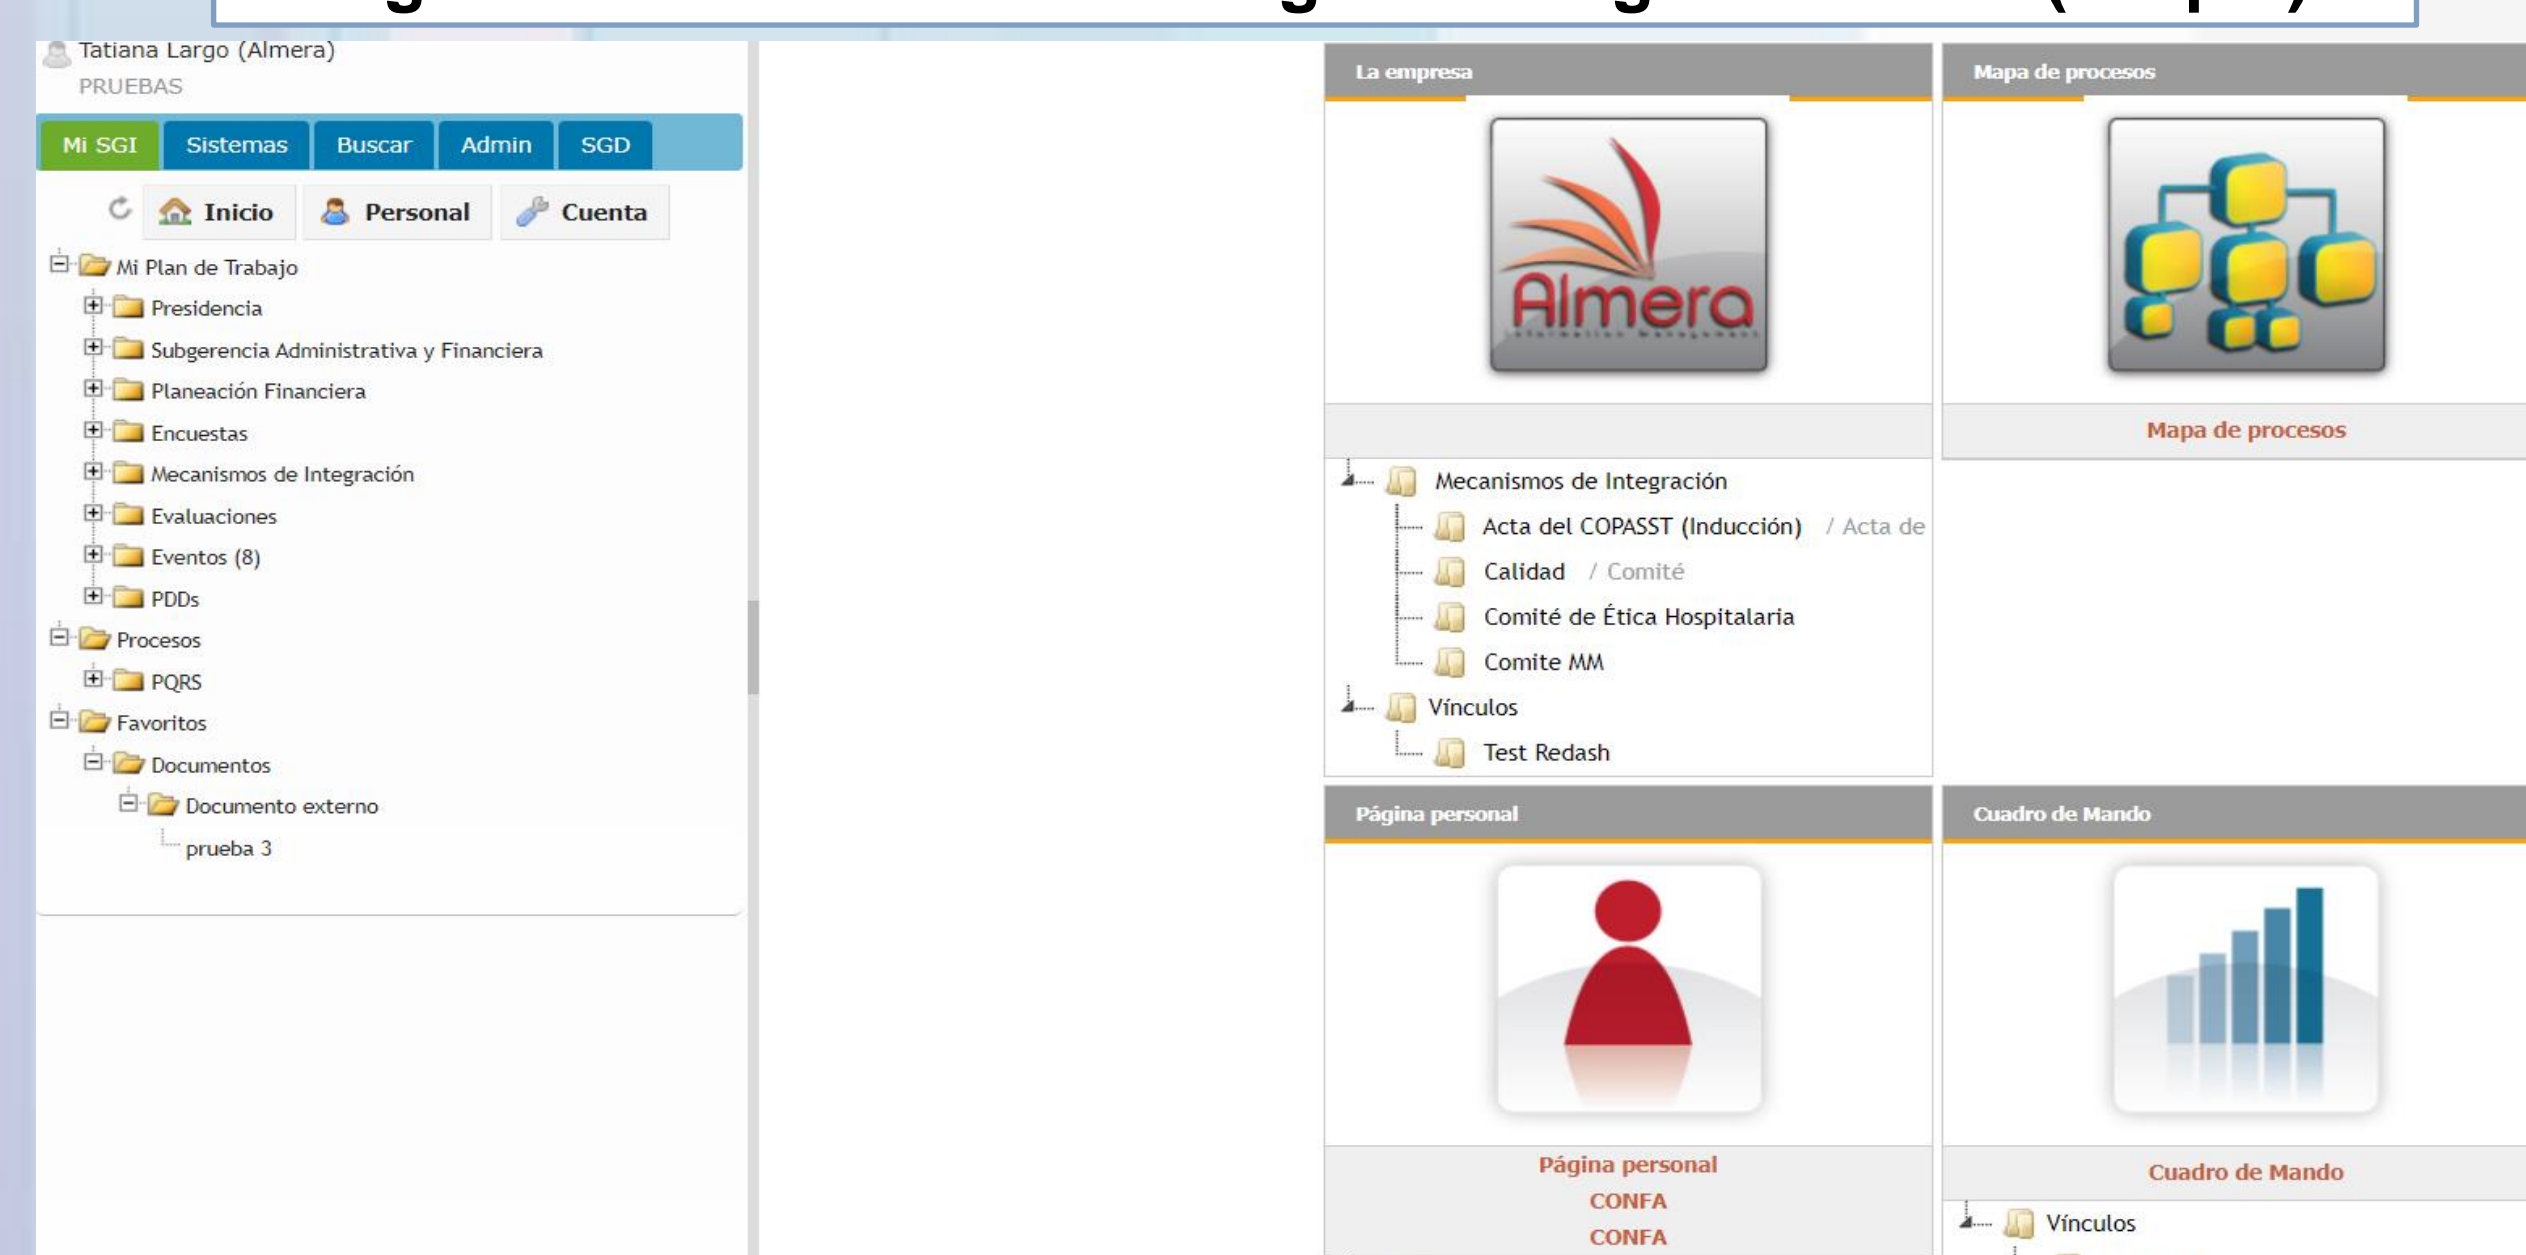 Tatiana Largo (Almera)
PRUEBAS
Mi SGI Sistemas Buscar Admin SGD
Inicio Personal Cuenta
Mi Plan de Trabajo
Presidencia
Subgerencia Administrativa y Financiera
Planeación Financiera
Encuestas
Mecanismos de Integración
Evaluaciones
Eventos (8)
PDDs
Procesos
PQRS
Favoritos
Documentos
Documento externo
prueba 3
La empresa
Almera
Information Management
Mecanismos de Integración
Acta del COPASST (Inducción) / Acta de
Calidad / Comité
Comité de Ética Hospitalaria
Comite MM
Vínculos
Test Redash
Mapa de procesos
Mapa de procesos
Página personal
Página personal
CONFA
CONFA
Cuadro de Mando
Cuadro de Mando
Vínculos